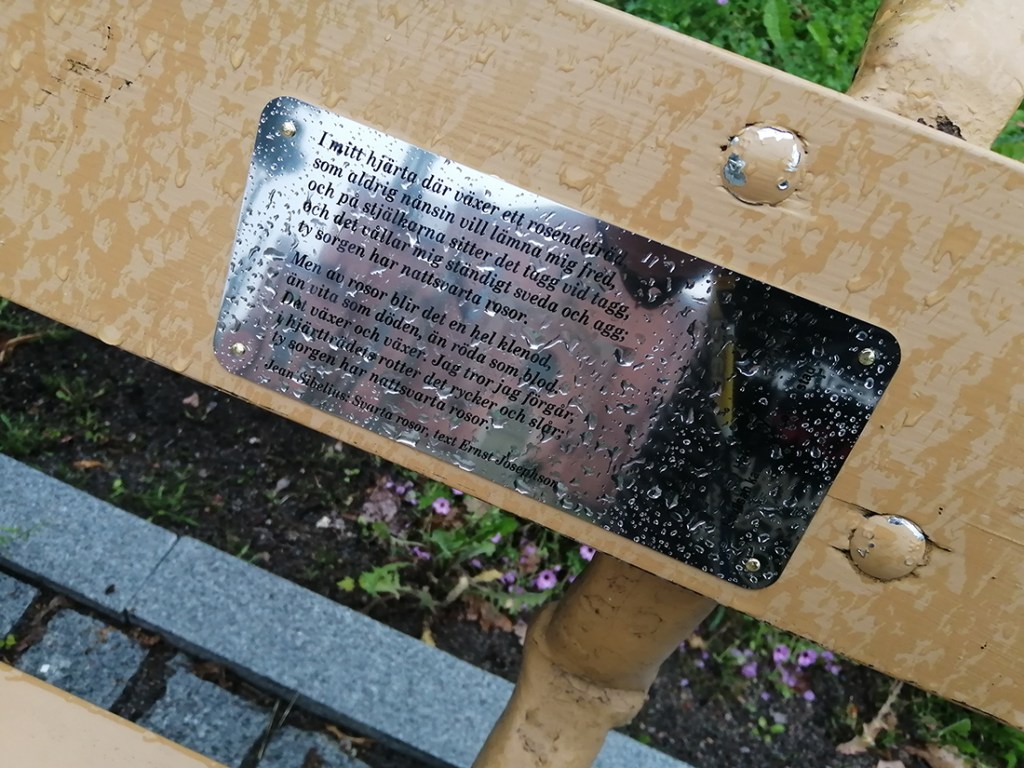 I mitt hjärta där växer ett rosendeträd
som aldrig nånsin vill lämna mig fred,
och på stjälkarna sitter det tagg vid tagg,
och det vållar mig ständigt sveda och agg;
ty sorgen har nattsvarta rosor.
Men av rosor blir det en hel klenod,
än vita som döden, än röda som blod.
Det växer och växer. Jag tror jag förgår,
i hjärtträdets rötter det rycker och slår;
ty sorgen har nattsvarta rosor.
Jean Sibelius: Svarta rosor, text Ernst Josephson